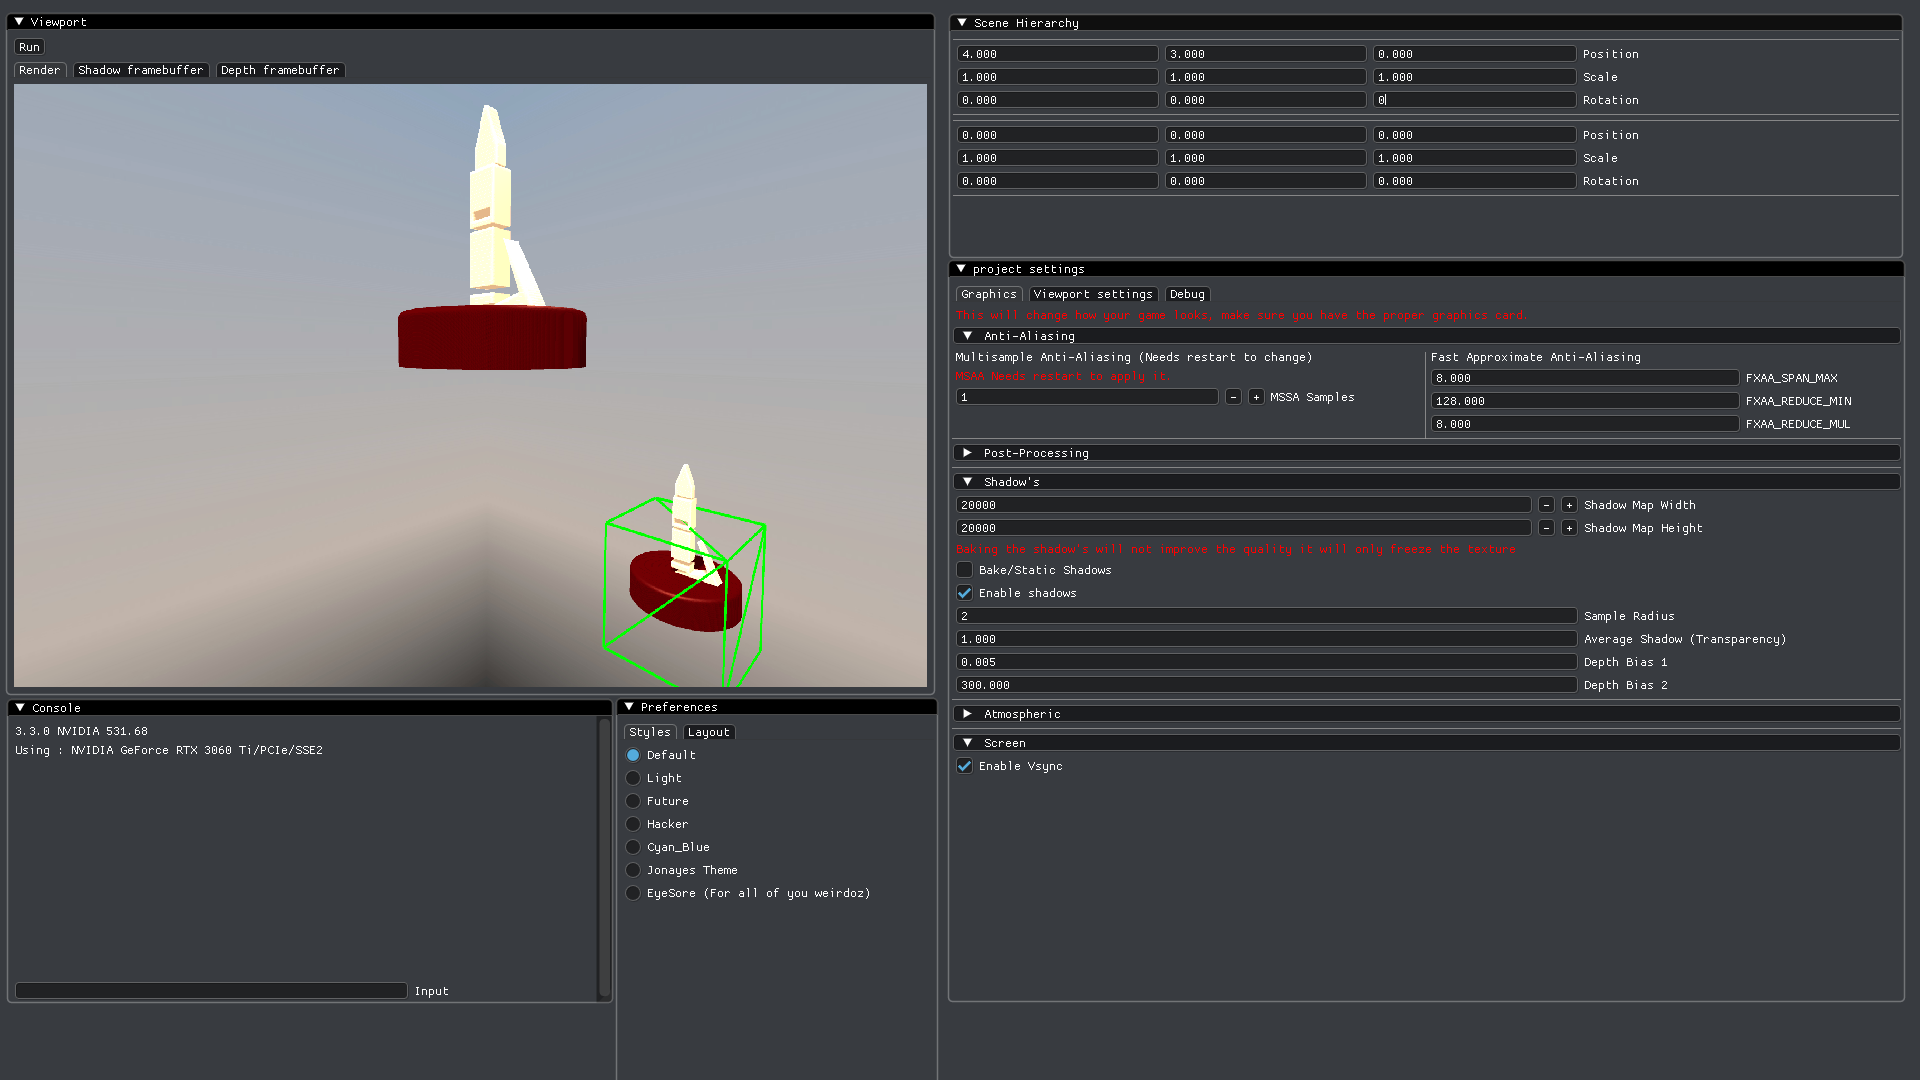 Viewport
Run
Render Shadow framebuffer Depth framebuffer
Scene Hierarchy
4.000 3.000 0.000 Position
1.000 1.000 1.000 Scale
0.000 0.000 0 Rotation
0.000 0.000 0.000 Position
1.000 1.000 1.000 Scale
0.000 0.000 0.000 Rotation
project settings
Graphics Viewport settings Debug
This will change how your game looks, make sure you have the proper graphics card.
Anti-Aliasing
Multisample Anti-Aliasing (Needs restart to change)
MSAA Needs restart to apply it.
1 - + MSSA Samples
Fast Approximate Anti-Aliasing
8.000 FXAA_SPAN_MAX
128.000 FXAA_REDUCE_MIN
8.000 FXAA_REDUCE_MUL
Post-Processing
Shadow's
20000 - + Shadow Map Width
20000 - + Shadow Map Height
Baking the shadow's will not improve the quality it will only freeze the texture
Bake/Static Shadows
Enable shadows
2 Sample Radius
1.000 Average Shadow (Transparency)
0.005 Depth Bias 1
300.000 Depth Bias 2
Atmospheric
Screen
Enable Vsync
Console
3.3.0 NVIDIA 531.68
Using : NVIDIA GeForce RTX 3060 Ti/PCIe/SSE2
Input
Preferences
Styles Layout
Default
Light
Future
Hacker
Cyan_Blue
Jonayes Theme
EyeSore (For all of you weirdoz)